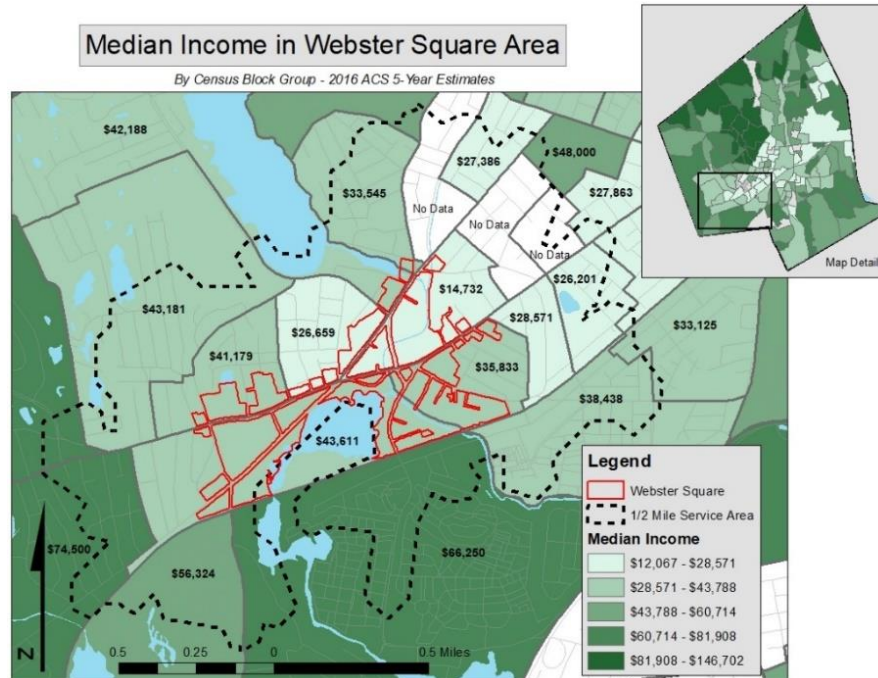 Median Income in Webster Square Area
By Census Block Group - 2016 ACS 5-Year Estimates
$42,188
$27,386
$48,000
$33,545
$27,863
No Data
No Data
No Data
Map Detail
$14,732
$26,201
$43,181
$26,659
$28,571
$33,125
$41,179
$35,833
$38,438
$43,611
$74,500
$66,250
$56,324
N
0.5 0.25 0 0.5 Miles
Legend
Webster Square
1/2 Mile Service Area
Median Income
$12,067 - $28,571
$28,571 - $43,788
$43,788 - $60,714
$60,714 - $81,908
$81,908 - $146,702